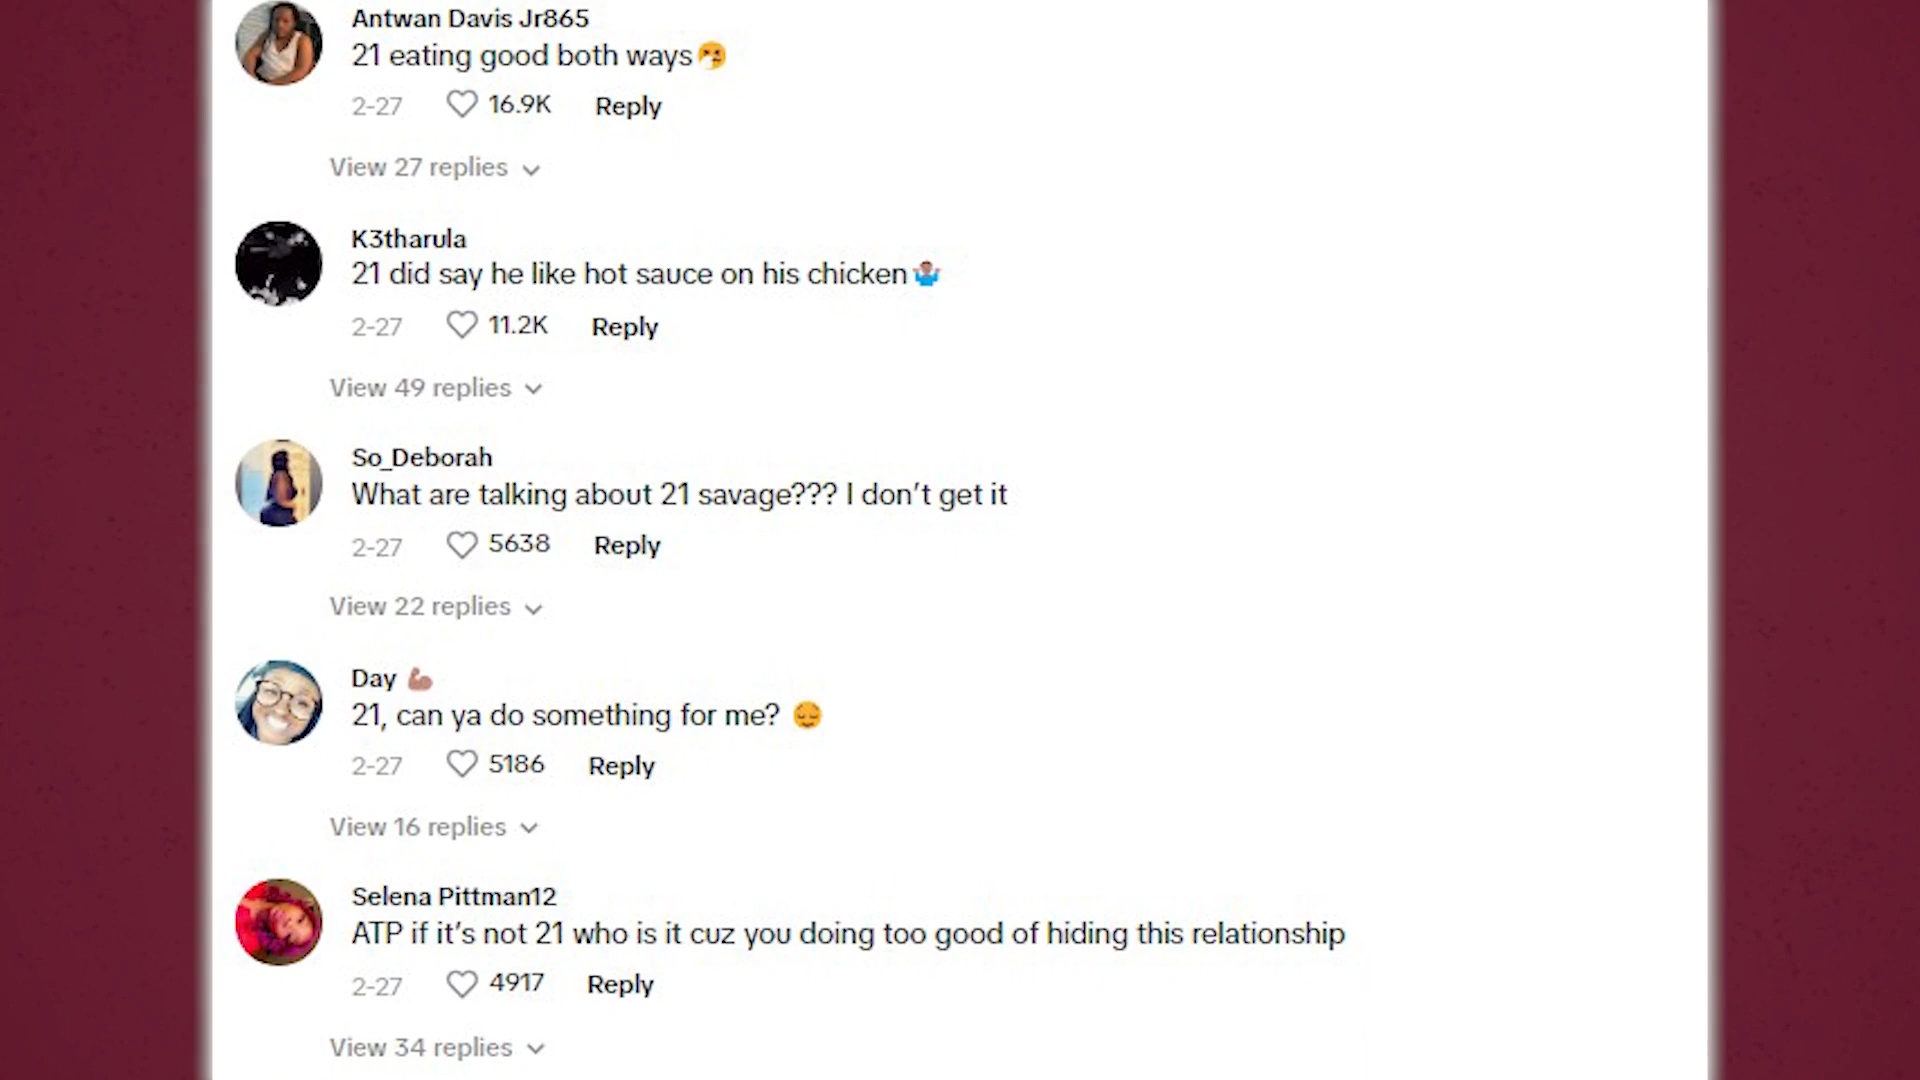 Antwan Davis Jr865
21 eating good both ways🤧
2-27 16.9K Reply
View 27 replies
K3tharula
21 did say he like hot sauce on his chicken🤷🏽‍♂️
2-27 11.2K Reply
View 49 replies
So_Deborah
What are talking about 21 savage??? I don’t get it
2-27 5638 Reply
View 22 replies
Day 💪🏽
21, can ya do something for me? 😔
2-27 5186 Reply
View 16 replies
Selena Pittman12
ATP if it’s not 21 who is it cuz you doing too good of hiding this relationship
2-27 4917 Reply
View 34 replies